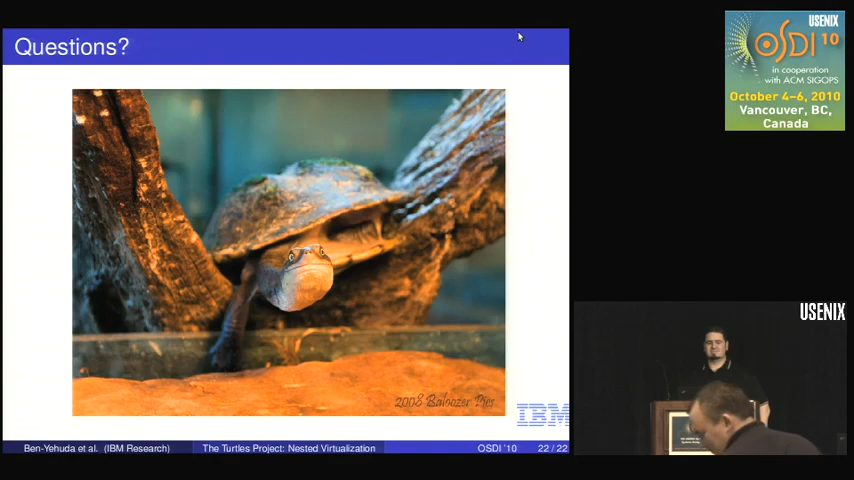 Questions?
2008 Baloozer Pics
IBM
Ben-Yehuda et al. (IBM Research)
The Turtles Project: Nested Virtualization
OSDI '10
22 / 22
USENIX
OSDI 10
in cooperation
with ACM SIGOPS
October 4–6, 2010
Vancouver, BC,
Canada
USENIX